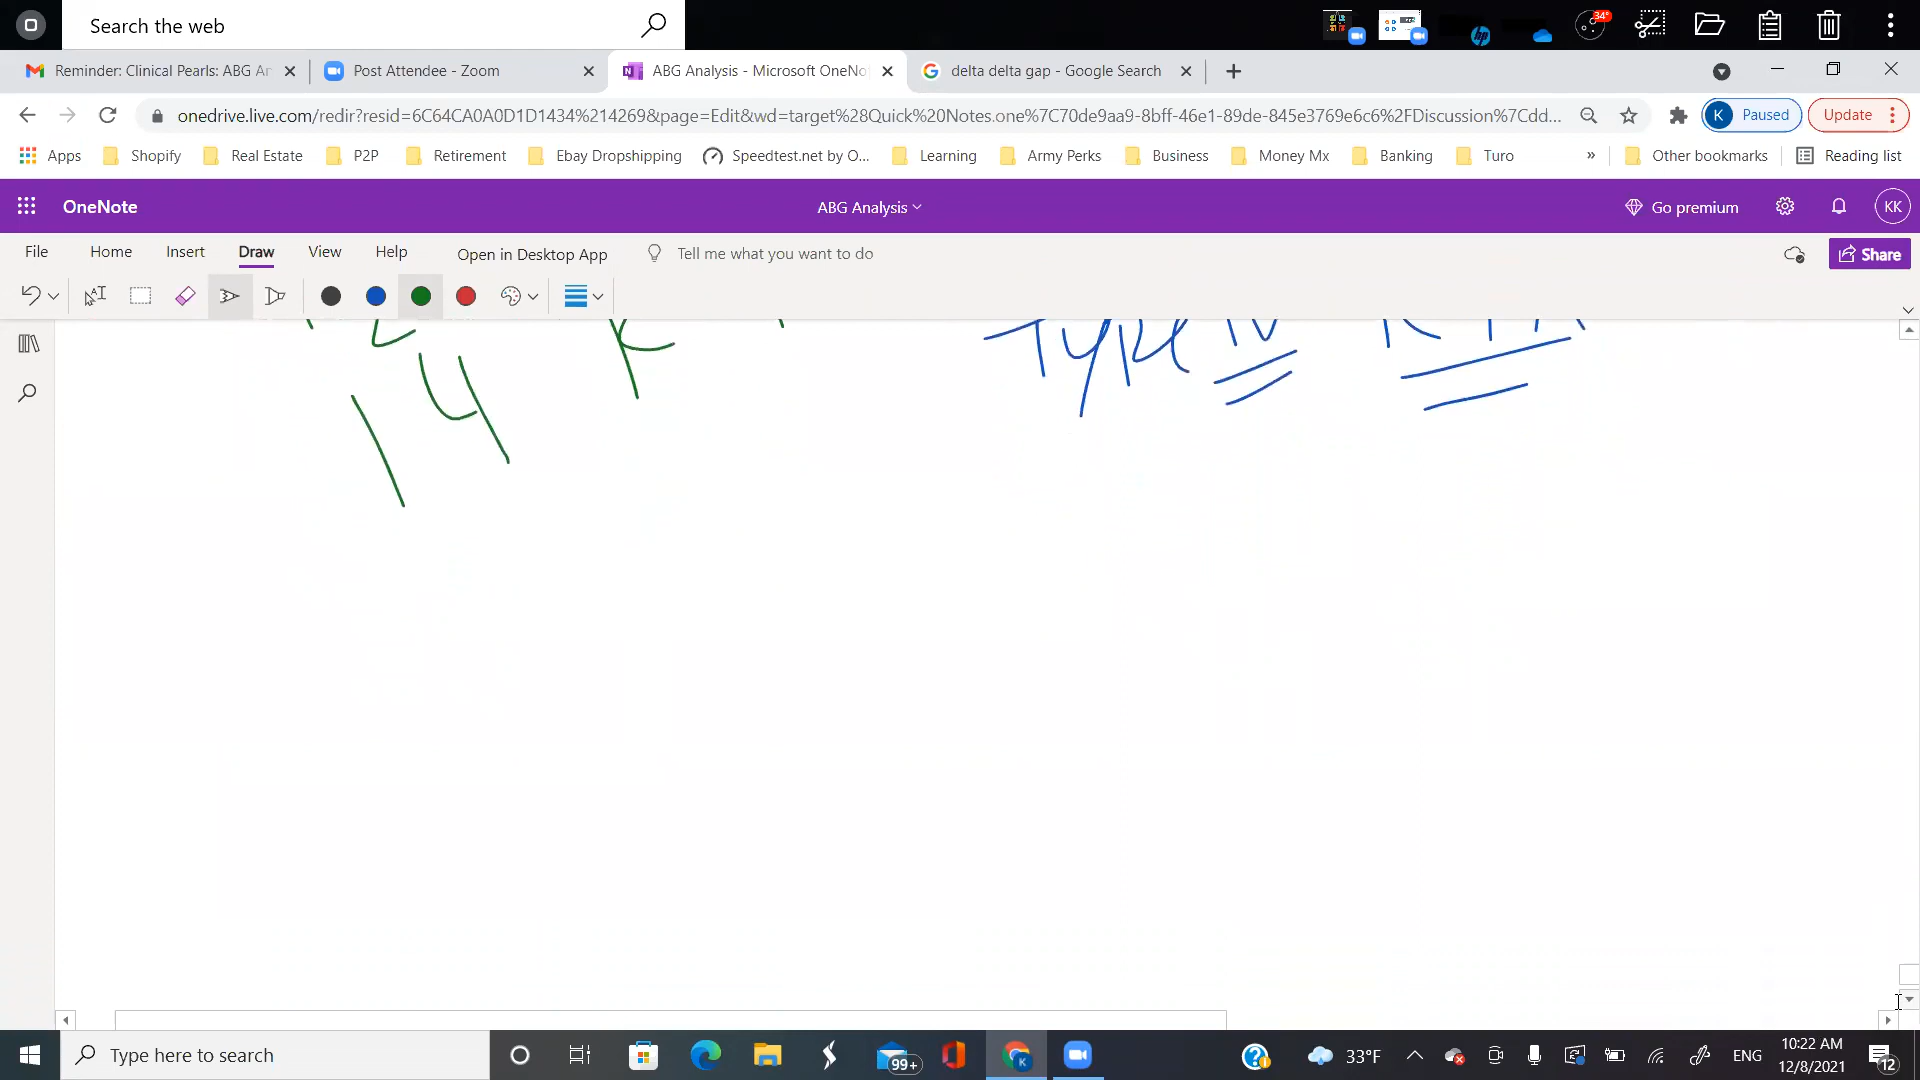 Search the web
34°
Reminder: Clinical Pearls: ABG Ar
Post Attendee - Zoom
ABG Analysis - Microsoft OneNo
delta delta gap - Google Search
onedrive.live.com/redir?resid=6C64CA0A0D1D1434%214269&page=Edit&wd=target%28Quick%20Notes.one%7C70de9aa9-8bff-46e1-89de-845e3769e6c6%2FDiscussion%7Cdd...
K Paused
Update
Apps
Shopify
Real Estate
P2P
Retirement
Ebay Dropshipping
Speedtest.net by O...
Learning
Army Perks
Business
Money Mx
Banking
Turo
»
Other bookmarks
Reading list
OneNote
ABG Analysis
Go premium
KK
File
Home
Insert
Draw
View
Help
Open in Desktop App
Tell me what you want to do
Share
Type IV
14
Type here to search
99+
33°F
ENG
10:22 AM
12/8/2021
12